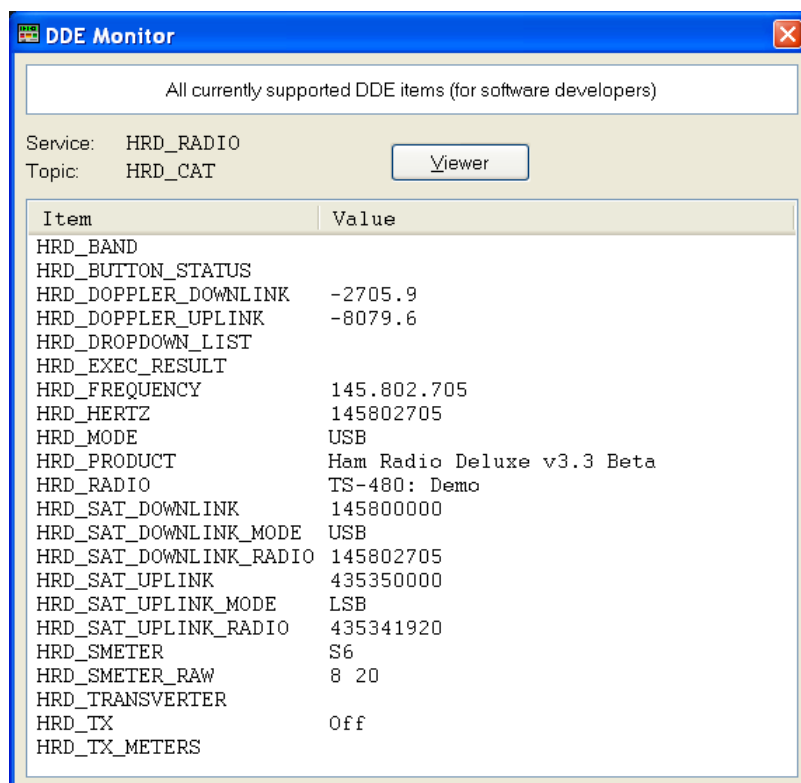 DDE Monitor
All currently supported DDE items (for software developers)
Service: HRD_RADIO
Topic: HRD_CAT
Viewer
Item Value
HRD_BAND
HRD_BUTTON_STATUS
HRD_DOPPLER_DOWNLINK -2705.9
HRD_DOPPLER_UPLINK -8079.6
HRD_DROPDOWN_LIST
HRD_EXEC_RESULT
HRD_FREQUENCY 145.802.705
HRD_HERTZ 145802705
HRD_MODE USB
HRD_PRODUCT Ham Radio Deluxe v3.3 Beta
HRD_RADIO TS-480: Demo
HRD_SAT_DOWNLINK 145800000
HRD_SAT_DOWNLINK_MODE USB
HRD_SAT_DOWNLINK_RADIO 145802705
HRD_SAT_UPLINK 435350000
HRD_SAT_UPLINK_MODE LSB
HRD_SAT_UPLINK_RADIO 435341920
HRD_SMETER S6
HRD_SMETER_RAW 8 20
HRD_TRANSVERTER
HRD_TX Off
HRD_TX_METERS